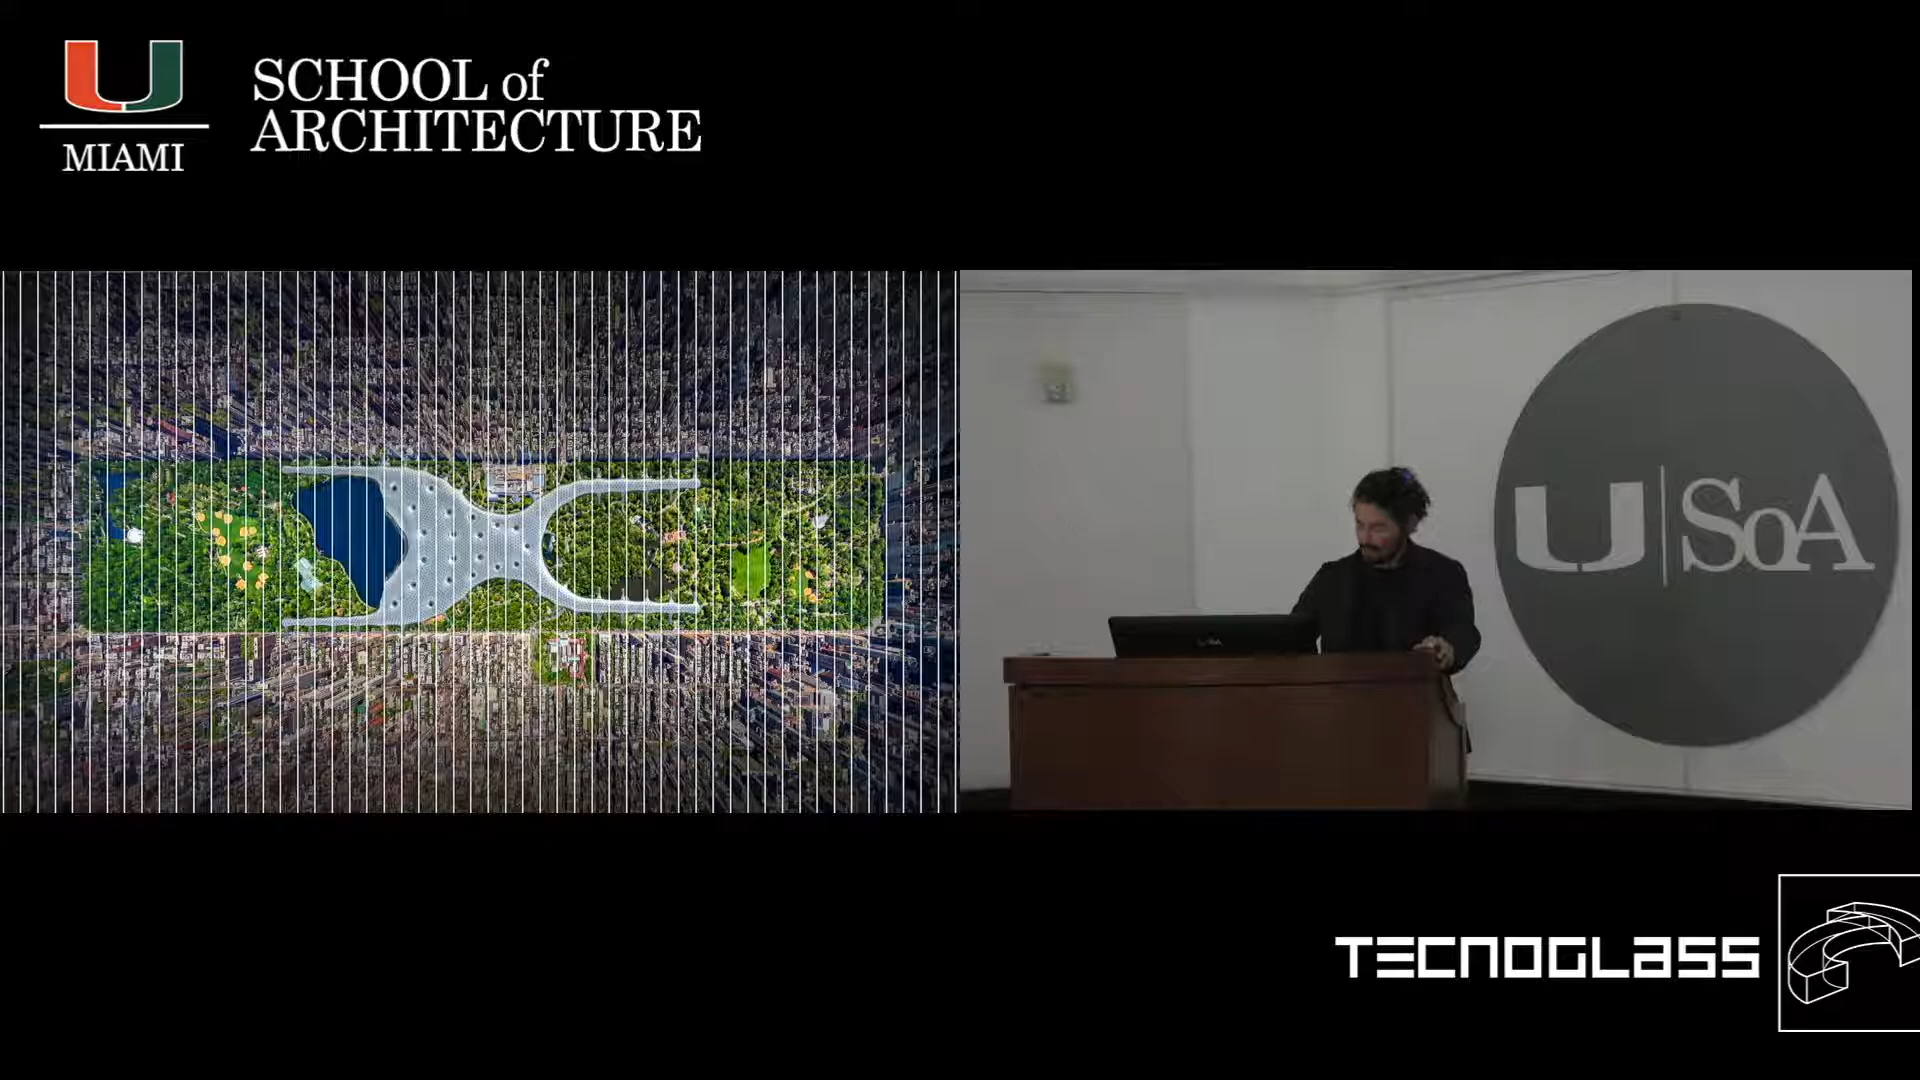 SCHOOL of
ARCHITECTURE
MIAMI
U | SoA
TECNOGLASS